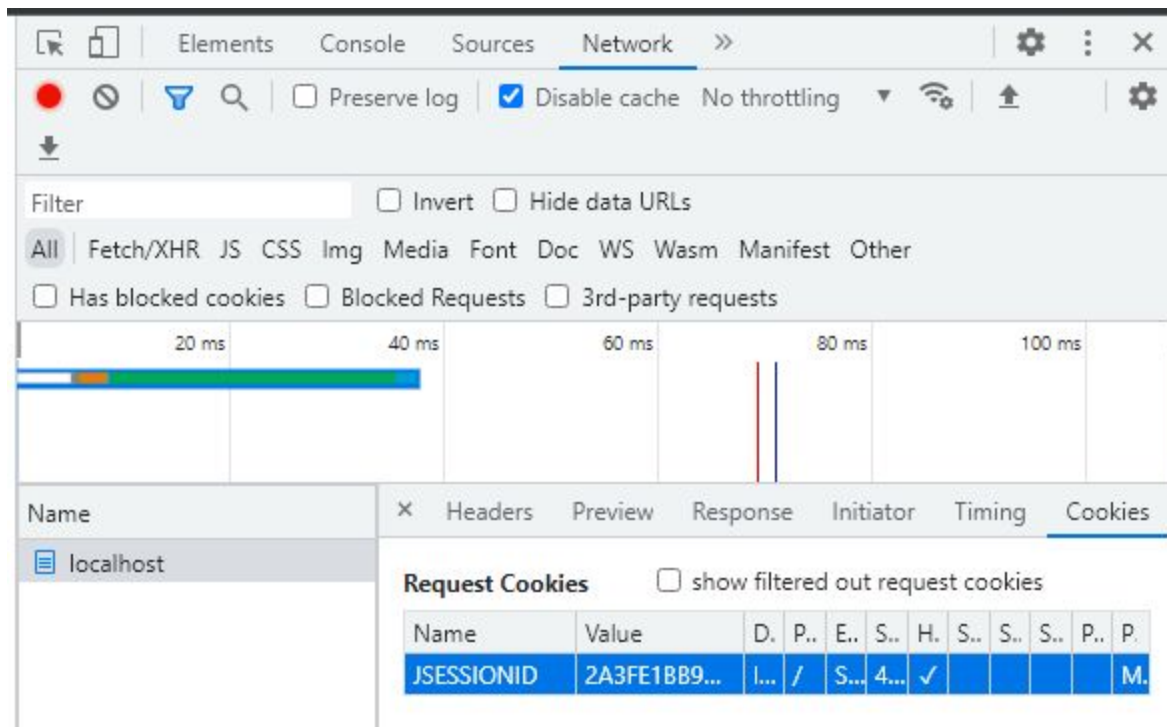 Elements Console Sources Network »
Preserve log Disable cache No throttling
Filter Invert Hide data URLs
All Fetch/XHR JS CSS Img Media Font Doc WS Wasm Manifest Other
Has blocked cookies Blocked Requests 3rd-party requests
20 ms 40 ms 60 ms 80 ms 100 ms
Name × Headers Preview Response Initiator Timing Cookies
localhost
Request Cookies show filtered out request cookies
Name Value D. P.. E.. S.. H. S.. S.. S.. P.. P.
JSESSIONID 2A3FE1BB9... l... / S... 4... ✓ M.